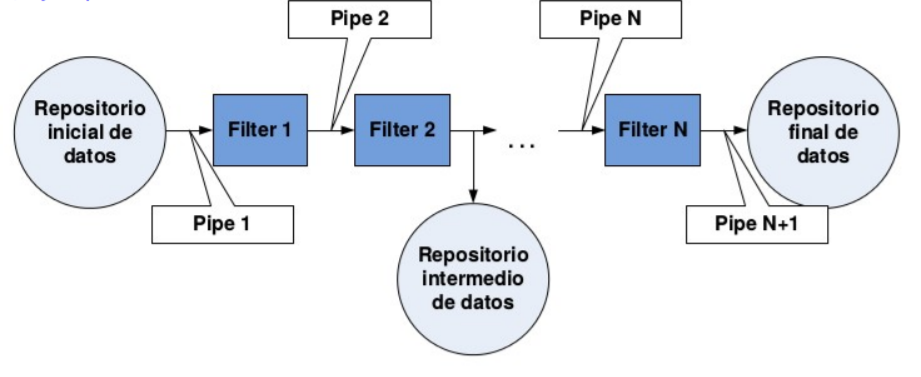 Pipe 2
Pipe N
Repositorio
inicial de
datos
Filter 1
Filter 2
...
Filter N
Repositorio
final de
datos
Pipe 1
Pipe N+1
Repositorio
intermedio
de datos